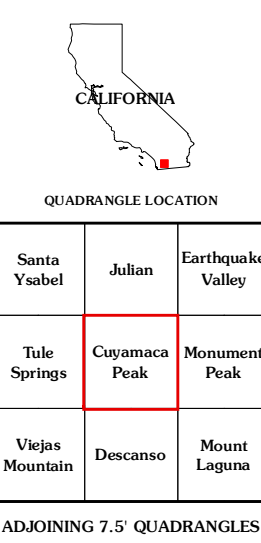 CALIFORNIA
QUADRANGLE LOCATION
Santa
Ysabel
Julian
Earthquake
Valley
Tule
Springs
Cuyamaca
Peak
Monument
Peak
Viejas
Mountain
Descanso
Mount
Laguna
ADJOINING 7.5' QUADRANGLES